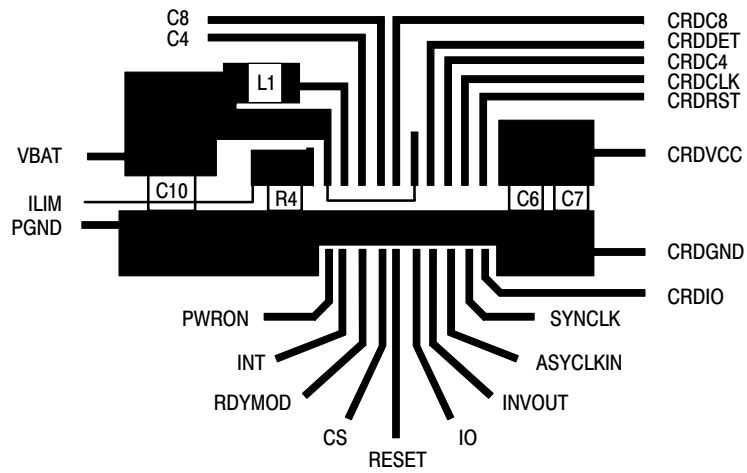 C8
C4
CRDC8
CRDDET
CRDC4
CRDCLK
CRDRST
L1
VBAT
CRDVCC
C10
ILIM
R4
C6
C7
PGND
CRDGND
CRDIO
PWRON
SYNCLK
INT
ASYCLKIN
RDYMOD
INVOUT
CS
IO
RESET